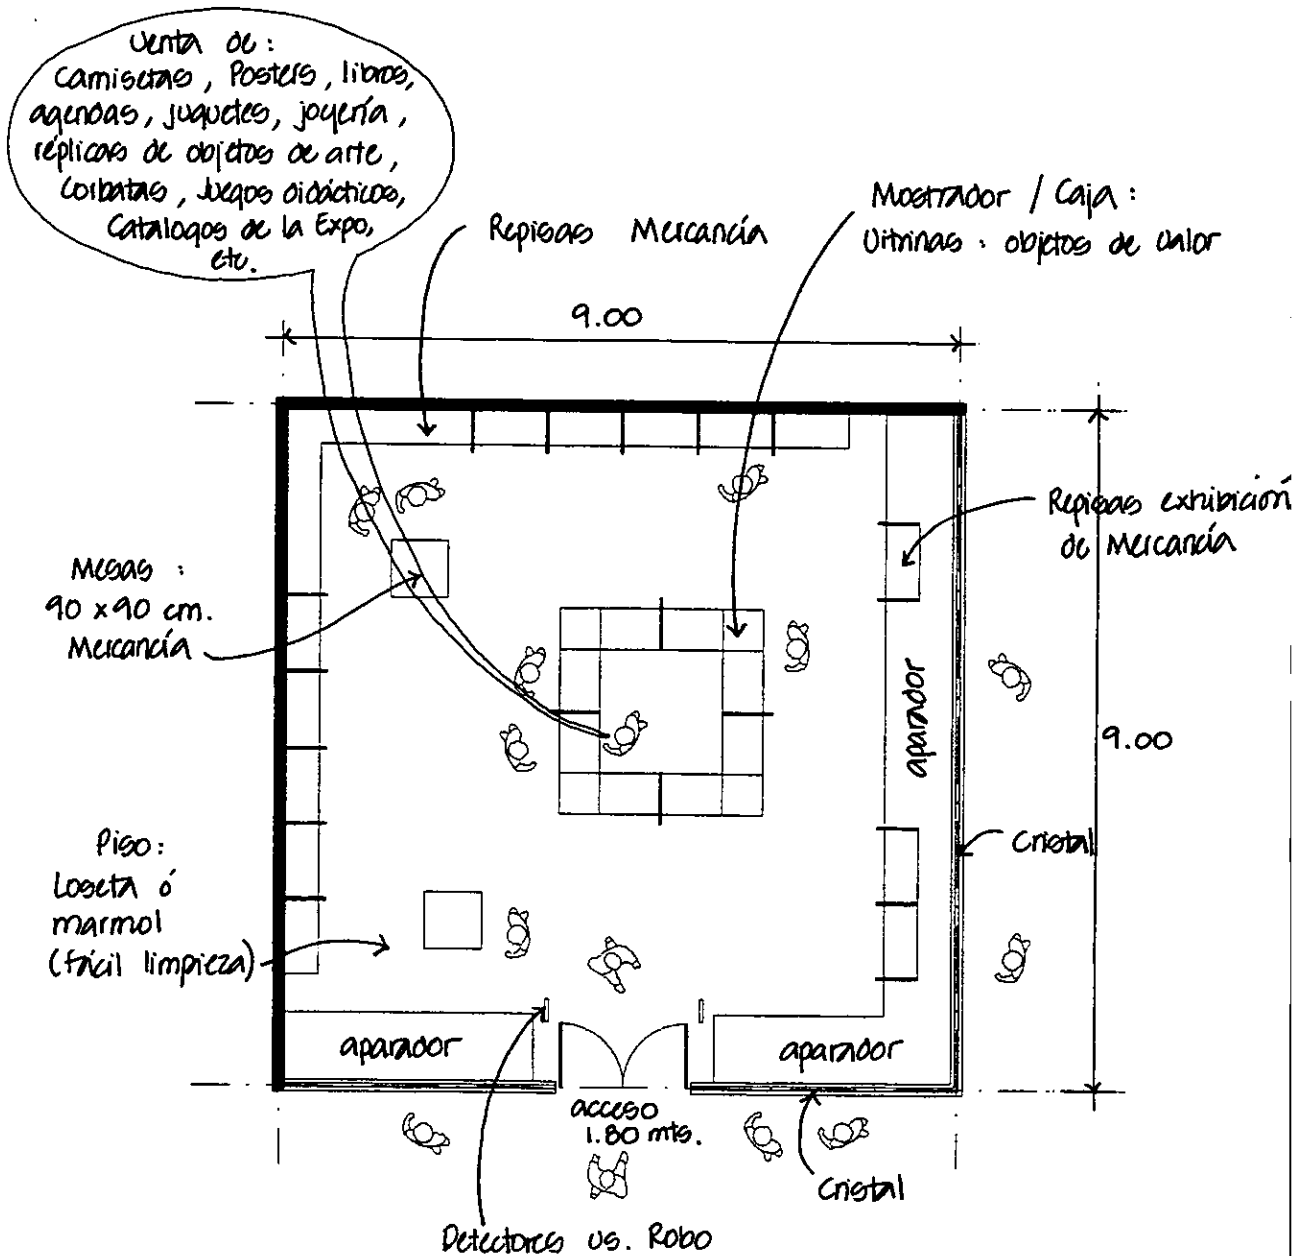 Venta de:
Camisetas, Posters, libros,
agendas, juguetes, joyería,
réplicas de objetos de arte,
Corbatas, Juegos didácticos,
Catalogos de la Expo,
etc.
Repisas Mercancía
Mostrador / Caja:
Vitrinas: objetos de valor
9.00
Repisas exhibición
de Mercancía
Mesas:
90 x 90 cm.
Mercancía
aparador
9.00
Piso:
Loseta ó
marmol
(fácil limpieza)
Cristal
aparador
aparador
acceso
1.80 mts.
Cristal
Detectores vs. Robo